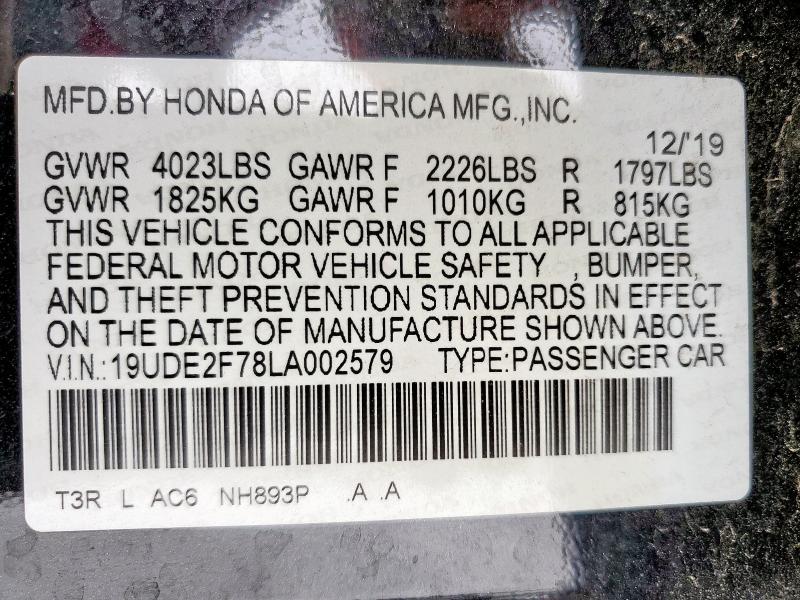 MFD.BY HONDA OF AMERICA MFG.,INC.
12/'19
GVWR 4023LBS GAWR F 2226LBS R 1797LBS
GVWR 1825KG GAWR F 1010KG R 815KG
THIS VEHICLE CONFORMS TO ALL APPLICABLE
FEDERAL MOTOR VEHICLE SAFETY , BUMPER,
AND THEFT PREVENTION STANDARDS IN EFFECT
ON THE DATE OF MANUFACTURE SHOWN ABOVE.
V.I.N.:19UDE2F78LA002579 TYPE:PASSENGER CAR
T3R L AC6 NH893P .A .A